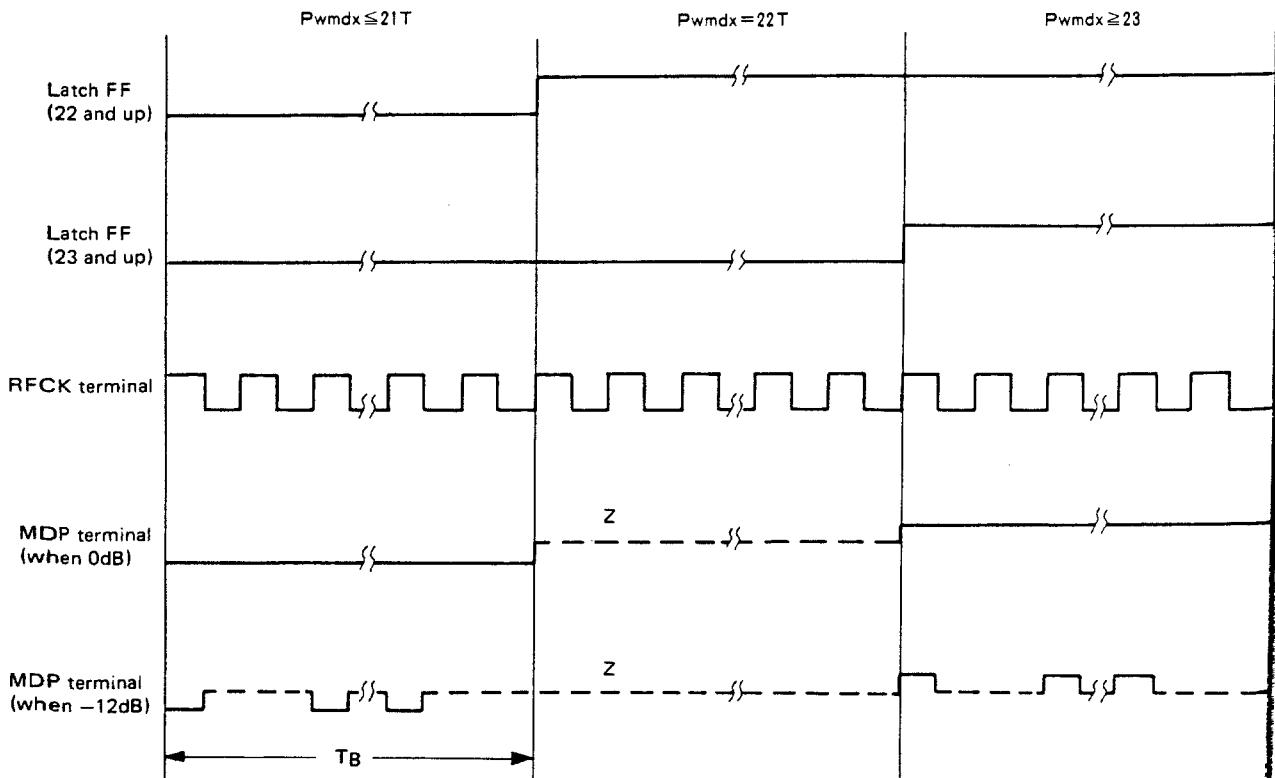 Pwmdx≦21T
Pwmdx=22T
Pwmdx≧23
Latch FF
(22 and up)
Latch FF
(23 and up)
RFCK terminal
MDP terminal
(when 0dB)
Z
MDP terminal
(when −12dB)
Z
TB